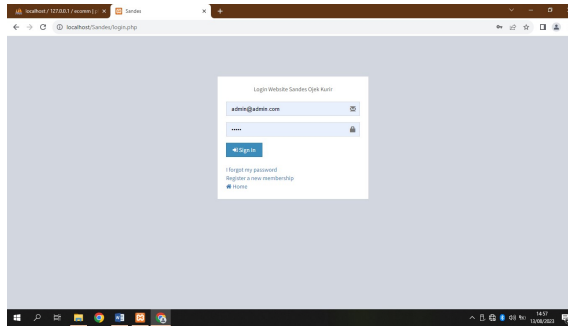 localhost / 127.0.0.1 / ecomm | p
Sandes
localhost/Sandes/login.php
Login Website Sandes Ojek Kurir
admin@admin.com
•••••
Sign In
I forgot my password
Register a new membership
Home
14:57
13/08/2023